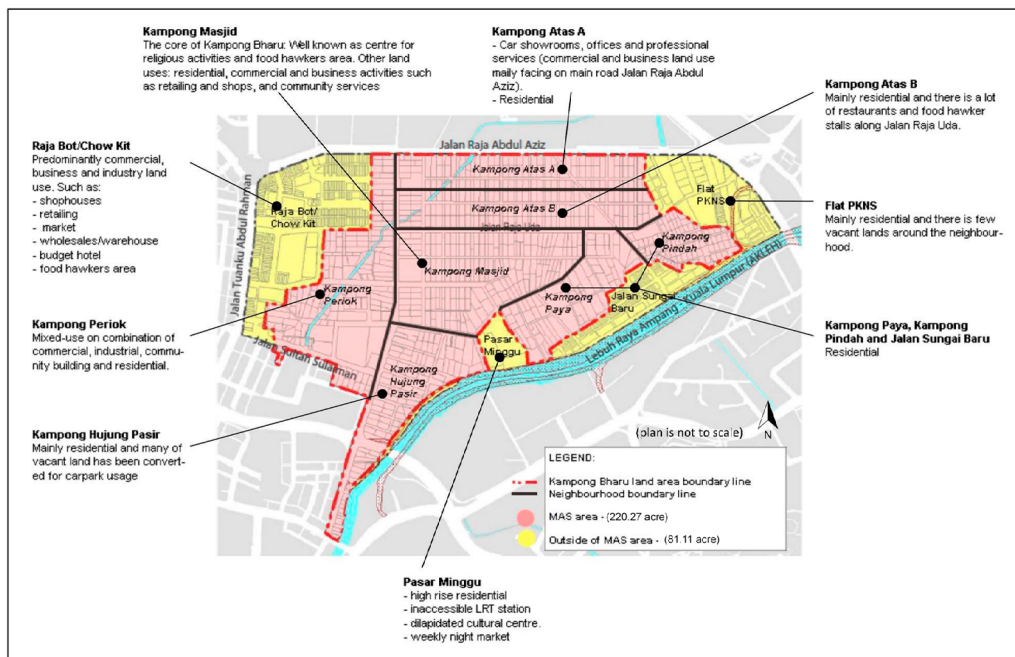 Kampong Masjid
The core of Kampong Bharu: Well known as centre for
religious activities and food hawkers area. Other land
uses: residential, commercial and business activities such
as retailing and shops, and community services
Kampong Atas A
- Car showrooms, offices and professional
services (commercial and business land use
maily facing on main road Jalan Raja Abdul
Aziz).
- Residential
Kampong Atas B
Mainly residential and there is a lot
of restaurants and food hawker
stalls along Jalan Raja Uda.
Raja Bot/Chow Kit
Predominantly commercial,
business and industry land
use. Such as:
- shophouses
- retailing
- market
- wholesales/warehouse
- budget hotel
- food hawkers area
Flat PKNS
Mainly residential and there is few
vacant lands around the neighbour-
hood.
Kampong Periok
Mixed-use on combination of
commercial, industrial, commu-
nity building and residential.
Kampong Paya, Kampong
Pindah and Jalan Sungai Baru
Residential
Kampong Hujung Pasir
Mainly residential and many of
vacant land has been convert-
ed for carpark usage
Pasar Minggu
- high rise residential
- inaccessible LRT station
- dilapidated cultural centre.
- weekly night market
Jalan Raja Abdul Aziz
Jalan Tuanku Abdul Rahman
Kampong Atas A
Kampong Atas B
Jalan Raja Uda
Flat
PKNS
Raja Bot/
Chow Kit
Kampong Masjid
Kampong
Pindah
Kampong
Periok
Kampong
Paya
Jalan Sungai
Baru
Pasar
Minggu
Jalan Sultan Sulaiman
Kampong
Hujung
Pasir
Lebuh Raya Ampang - Kuala Lumpur (AKLEH)
(plan is not to scale)
N
LEGEND:
Kampong Bharu land area boundary line
Neighbourhood boundary line
MAS area - (220.27 acre)
Outside of MAS area - (81.11 acre)